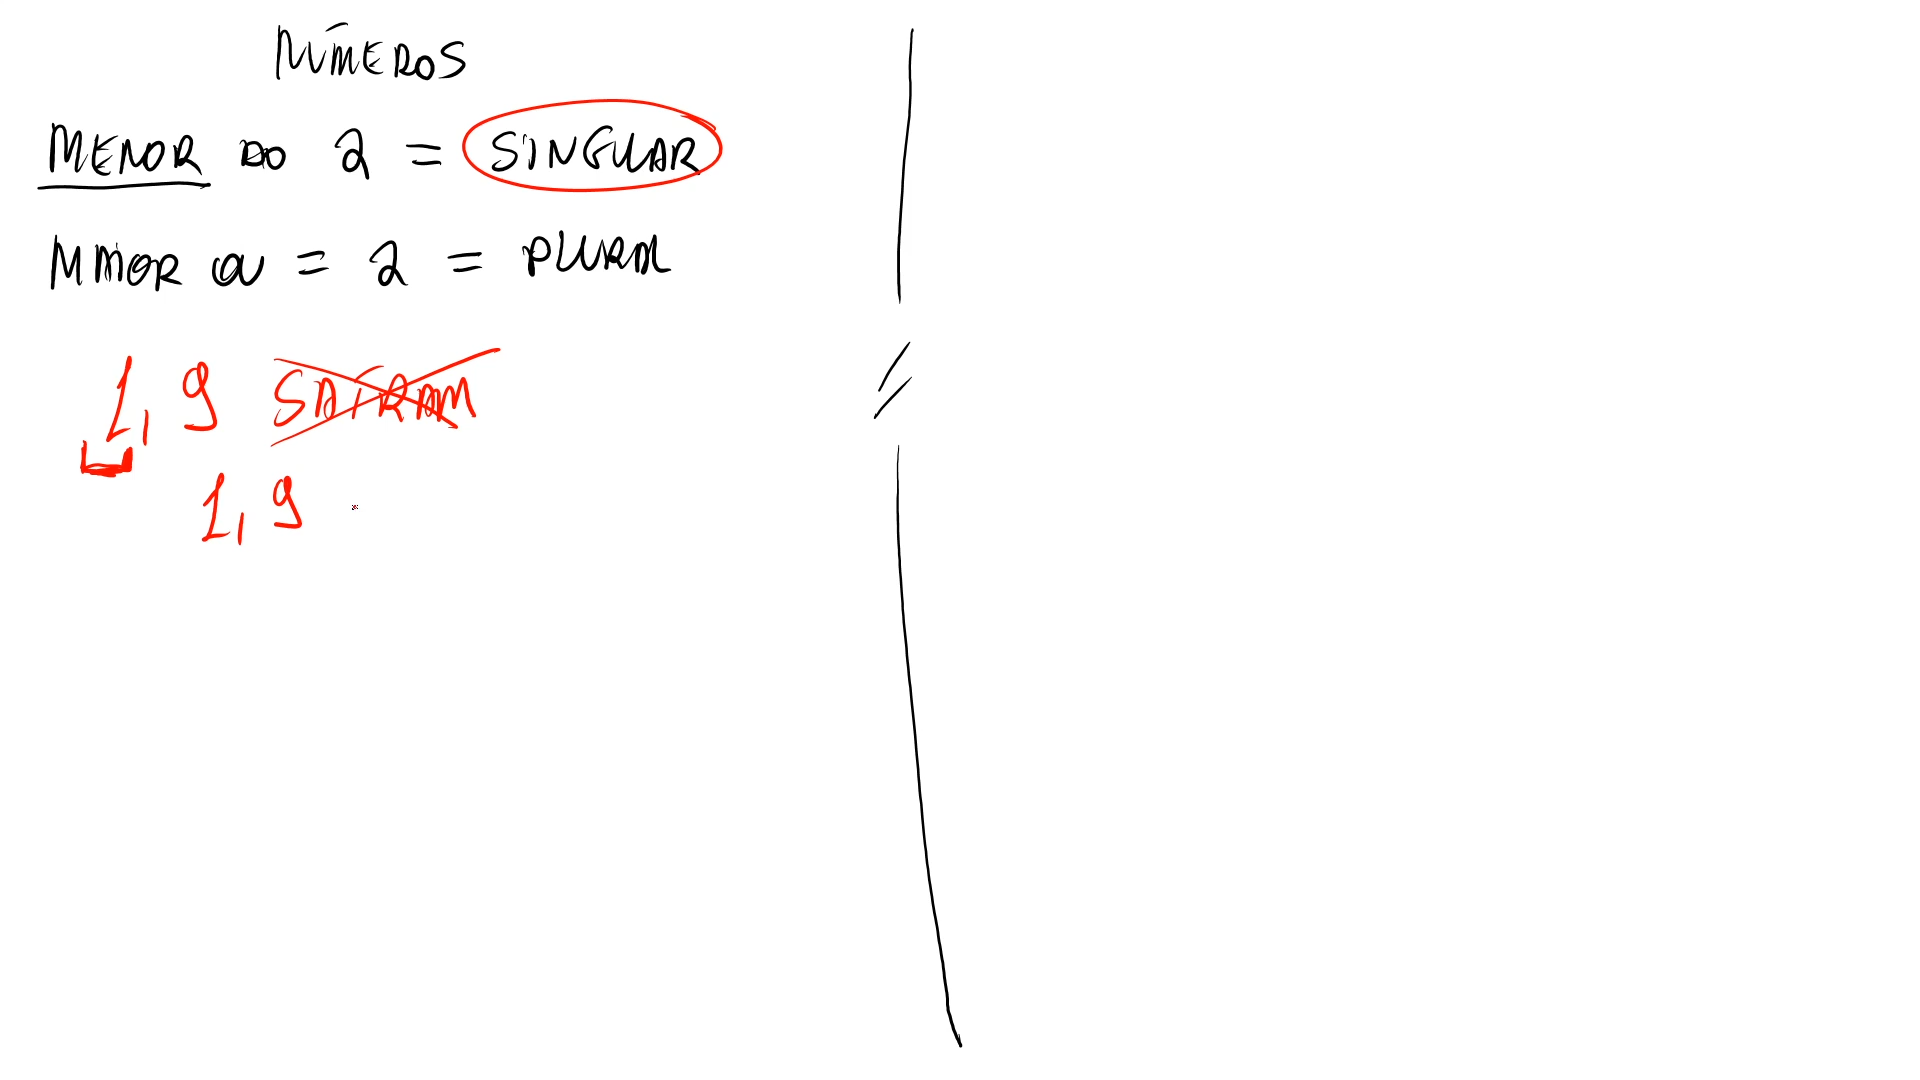 NÚMEROS
MENOR DO 2 = SINGULAR
MAIOR OU = 2 = PLURAL
1,9 SAÍRAM
1,9